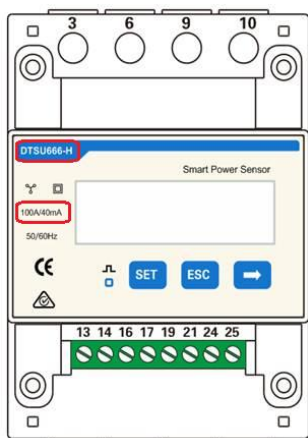 3 6 9 10
DTSU666-H
Smart Power Sensor
100A/40mA
50/60Hz
CE
SET ESC
13 14 16 17 19 21 24 25